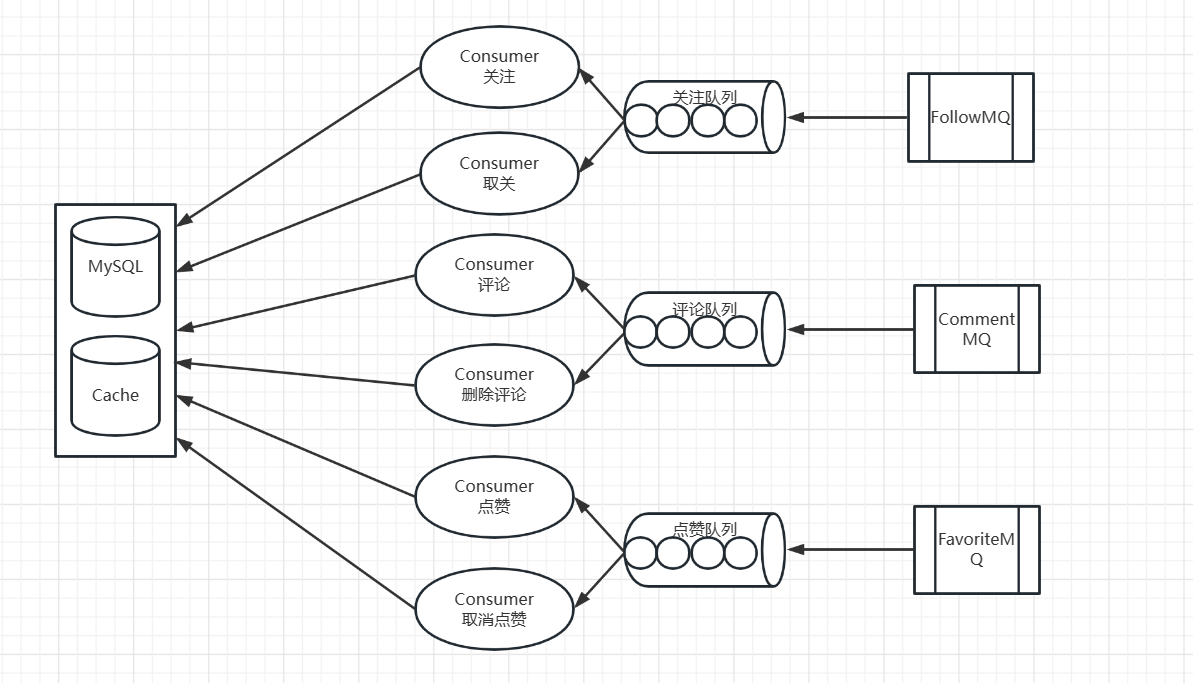 Consumer
关注
关注队列
FollowMQ
Consumer
取关
MySQL
Consumer
评论
评论队列
Comment
MQ
Consumer
删除评论
Cache
Consumer
点赞
点赞队列
FavoriteM
Q
Consumer
取消点赞